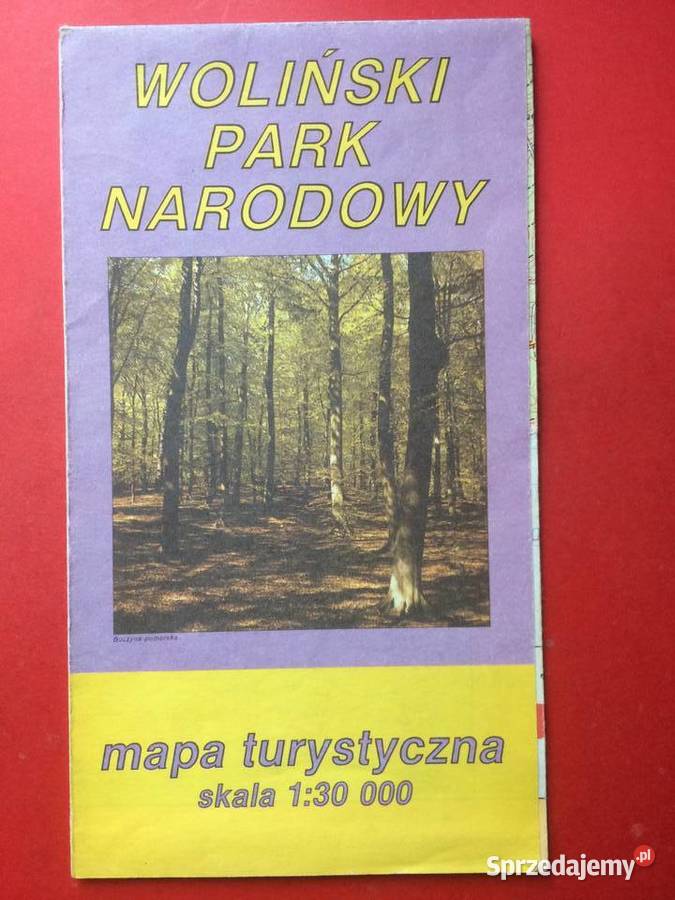 WOLIŃSKI
PARK
NARODOWY
Buczyna pomorska
mapa turystyczna
skala 1:30 000
Sprzedajemy.pl